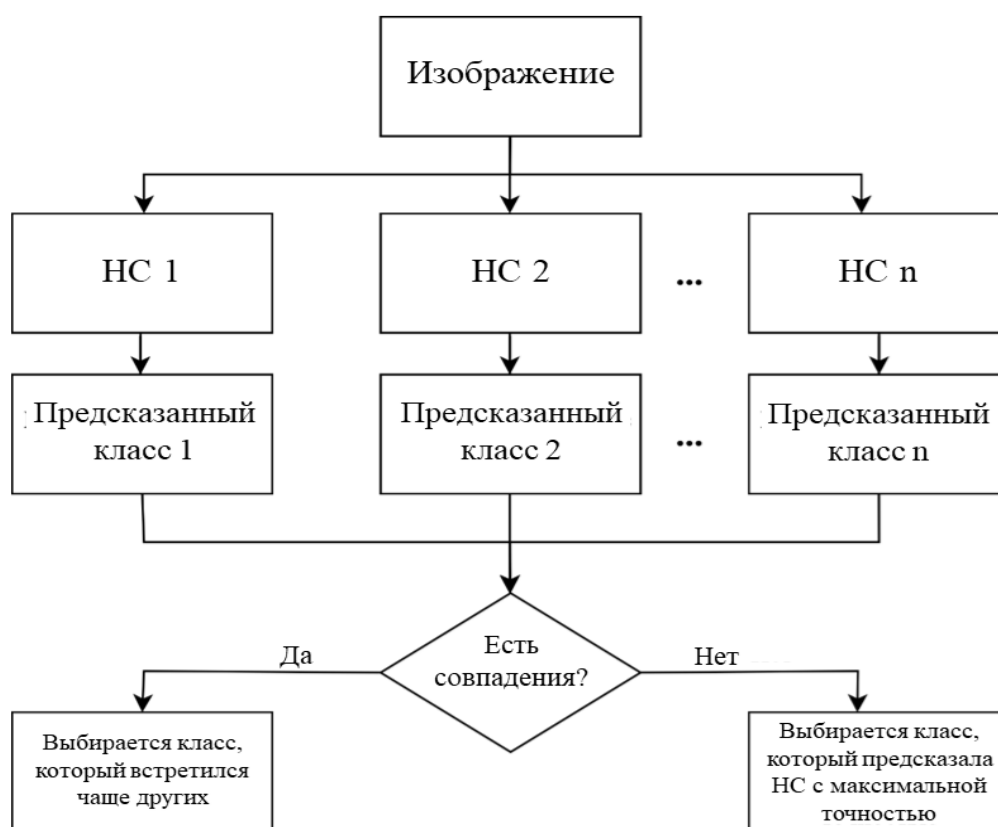 Изображение
НС 1
НС 2
...
НС n
Предсказанный
класс 1
Предсказанный
класс 2
...
Предсказанный
класс n
Есть
совпадения?
Да
Нет
Выбирается класс,
который встретился
чаще других
Выбирается класс,
который предсказала
НС с максимальной
точностью